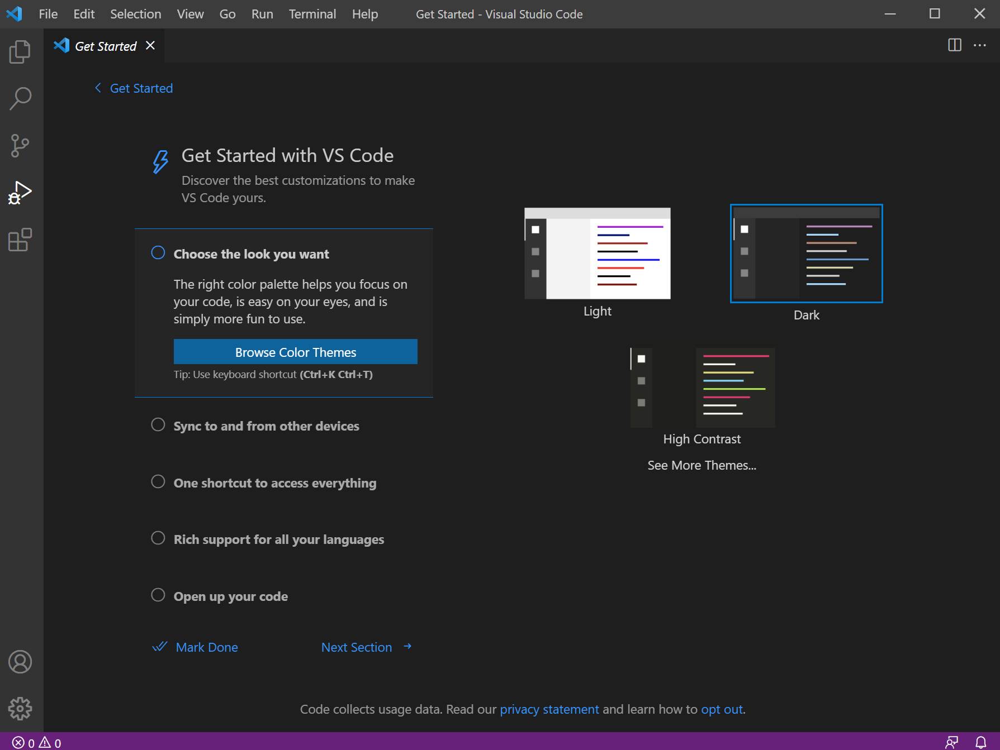 File Edit Selection View Go Run Terminal Help Get Started - Visual Studio Code
Get Started
Get Started
Get Started with VS Code
Discover the best customizations to make
VS Code yours.
Choose the look you want
The right color palette helps you focus on
your code, is easy on your eyes, and is
simply more fun to use.
Browse Color Themes
Tip: Use keyboard shortcut (Ctrl+K Ctrl+T)
Sync to and from other devices
One shortcut to access everything
Rich support for all your languages
Open up your code
Mark Done Next Section
Light
Dark
High Contrast
See More Themes...
Code collects usage data. Read our privacy statement and learn how to opt out.
0 0